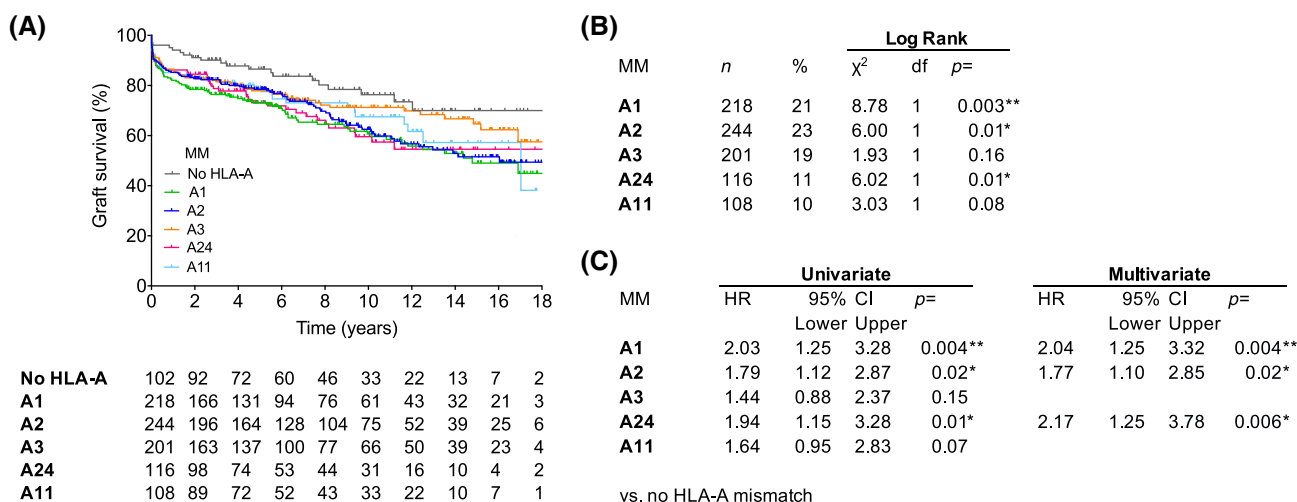 (A)
100
80
60
40
20
0
Graft survival (%)
MM
No HLA-A
A1
A2
A3
A24
A11
0 2 4 6 8 10 12 14 16 18
Time (years)
No HLA-A 102 92 72 60 46 33 22 13 7 2
A1 218 166 131 94 76 61 43 32 21 3
A2 244 196 164 128 104 75 52 39 25 6
A3 201 163 137 100 77 66 50 39 23 4
A24 116 98 74 53 44 31 16 10 4 2
A11 108 89 72 52 43 33 22 10 7 1
(B)
Log Rank
MM n % χ² df p=
A1 218 21 8.78 1 0.003**
A2 244 23 6.00 1 0.01*
A3 201 19 1.93 1 0.16
A24 116 11 6.02 1 0.01*
A11 108 10 3.03 1 0.08
(C)
Univariate Multivariate
MM HR 95% CI p= HR 95% CI p=
Lower Upper Lower Upper
A1 2.03 1.25 3.28 0.004** 2.04 1.25 3.32 0.004**
A2 1.79 1.12 2.87 0.02* 1.77 1.10 2.85 0.02*
A3 1.44 0.88 2.37 0.15
A24 1.94 1.15 3.28 0.01* 2.17 1.25 3.78 0.006*
A11 1.64 0.95 2.83 0.07
vs. no HLA-A mismatch